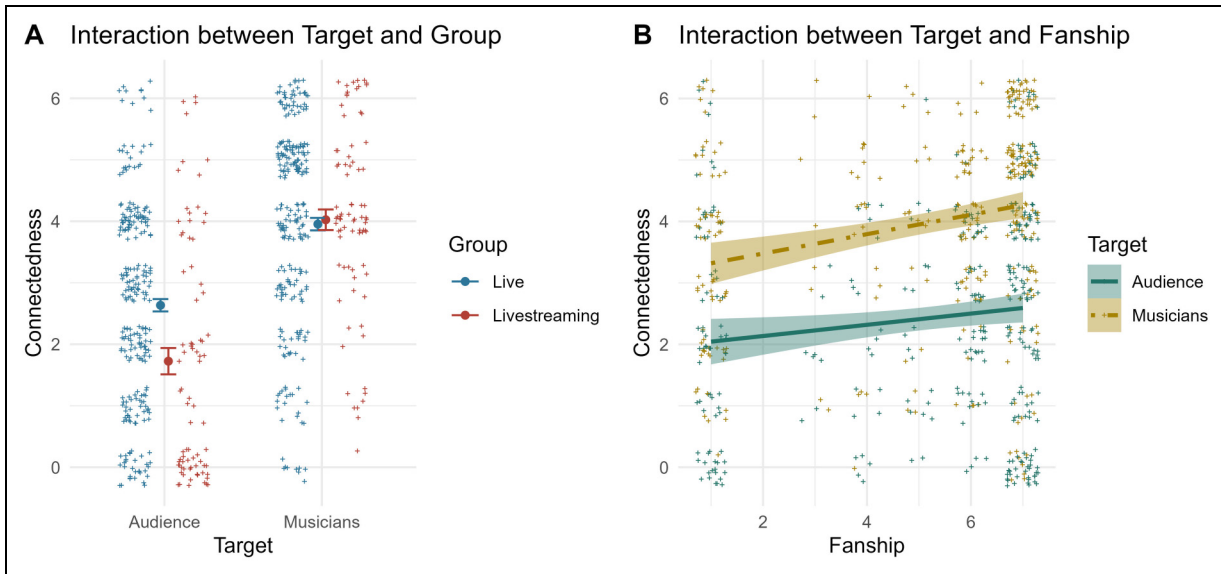 A Interaction between Target and Group
6
4
2
0
Connectedness
Audience Musicians
Target
Group
Live
Livestreaming
B Interaction between Target and Fanship
6
4
2
0
Connectedness
2 4 6
Fanship
Target
Audience
Musicians